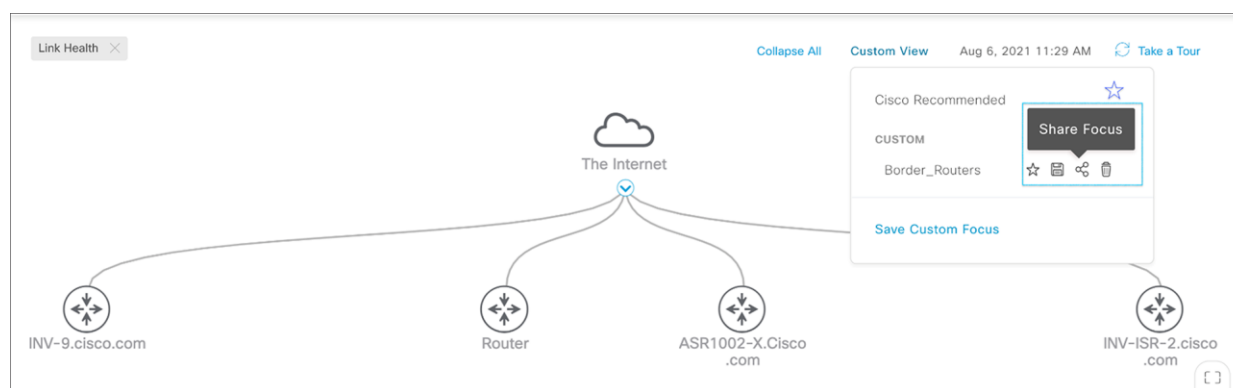 Link Health
Collapse All
Custom View
Aug 6, 2021 11:29 AM
Take a Tour
Cisco Recommended
Share Focus
CUSTOM
Border_Routers
Save Custom Focus
The Internet
INV-9.cisco.com
Router
ASR1002-X.Cisco
.com
INV-ISR-2.cisco
.com